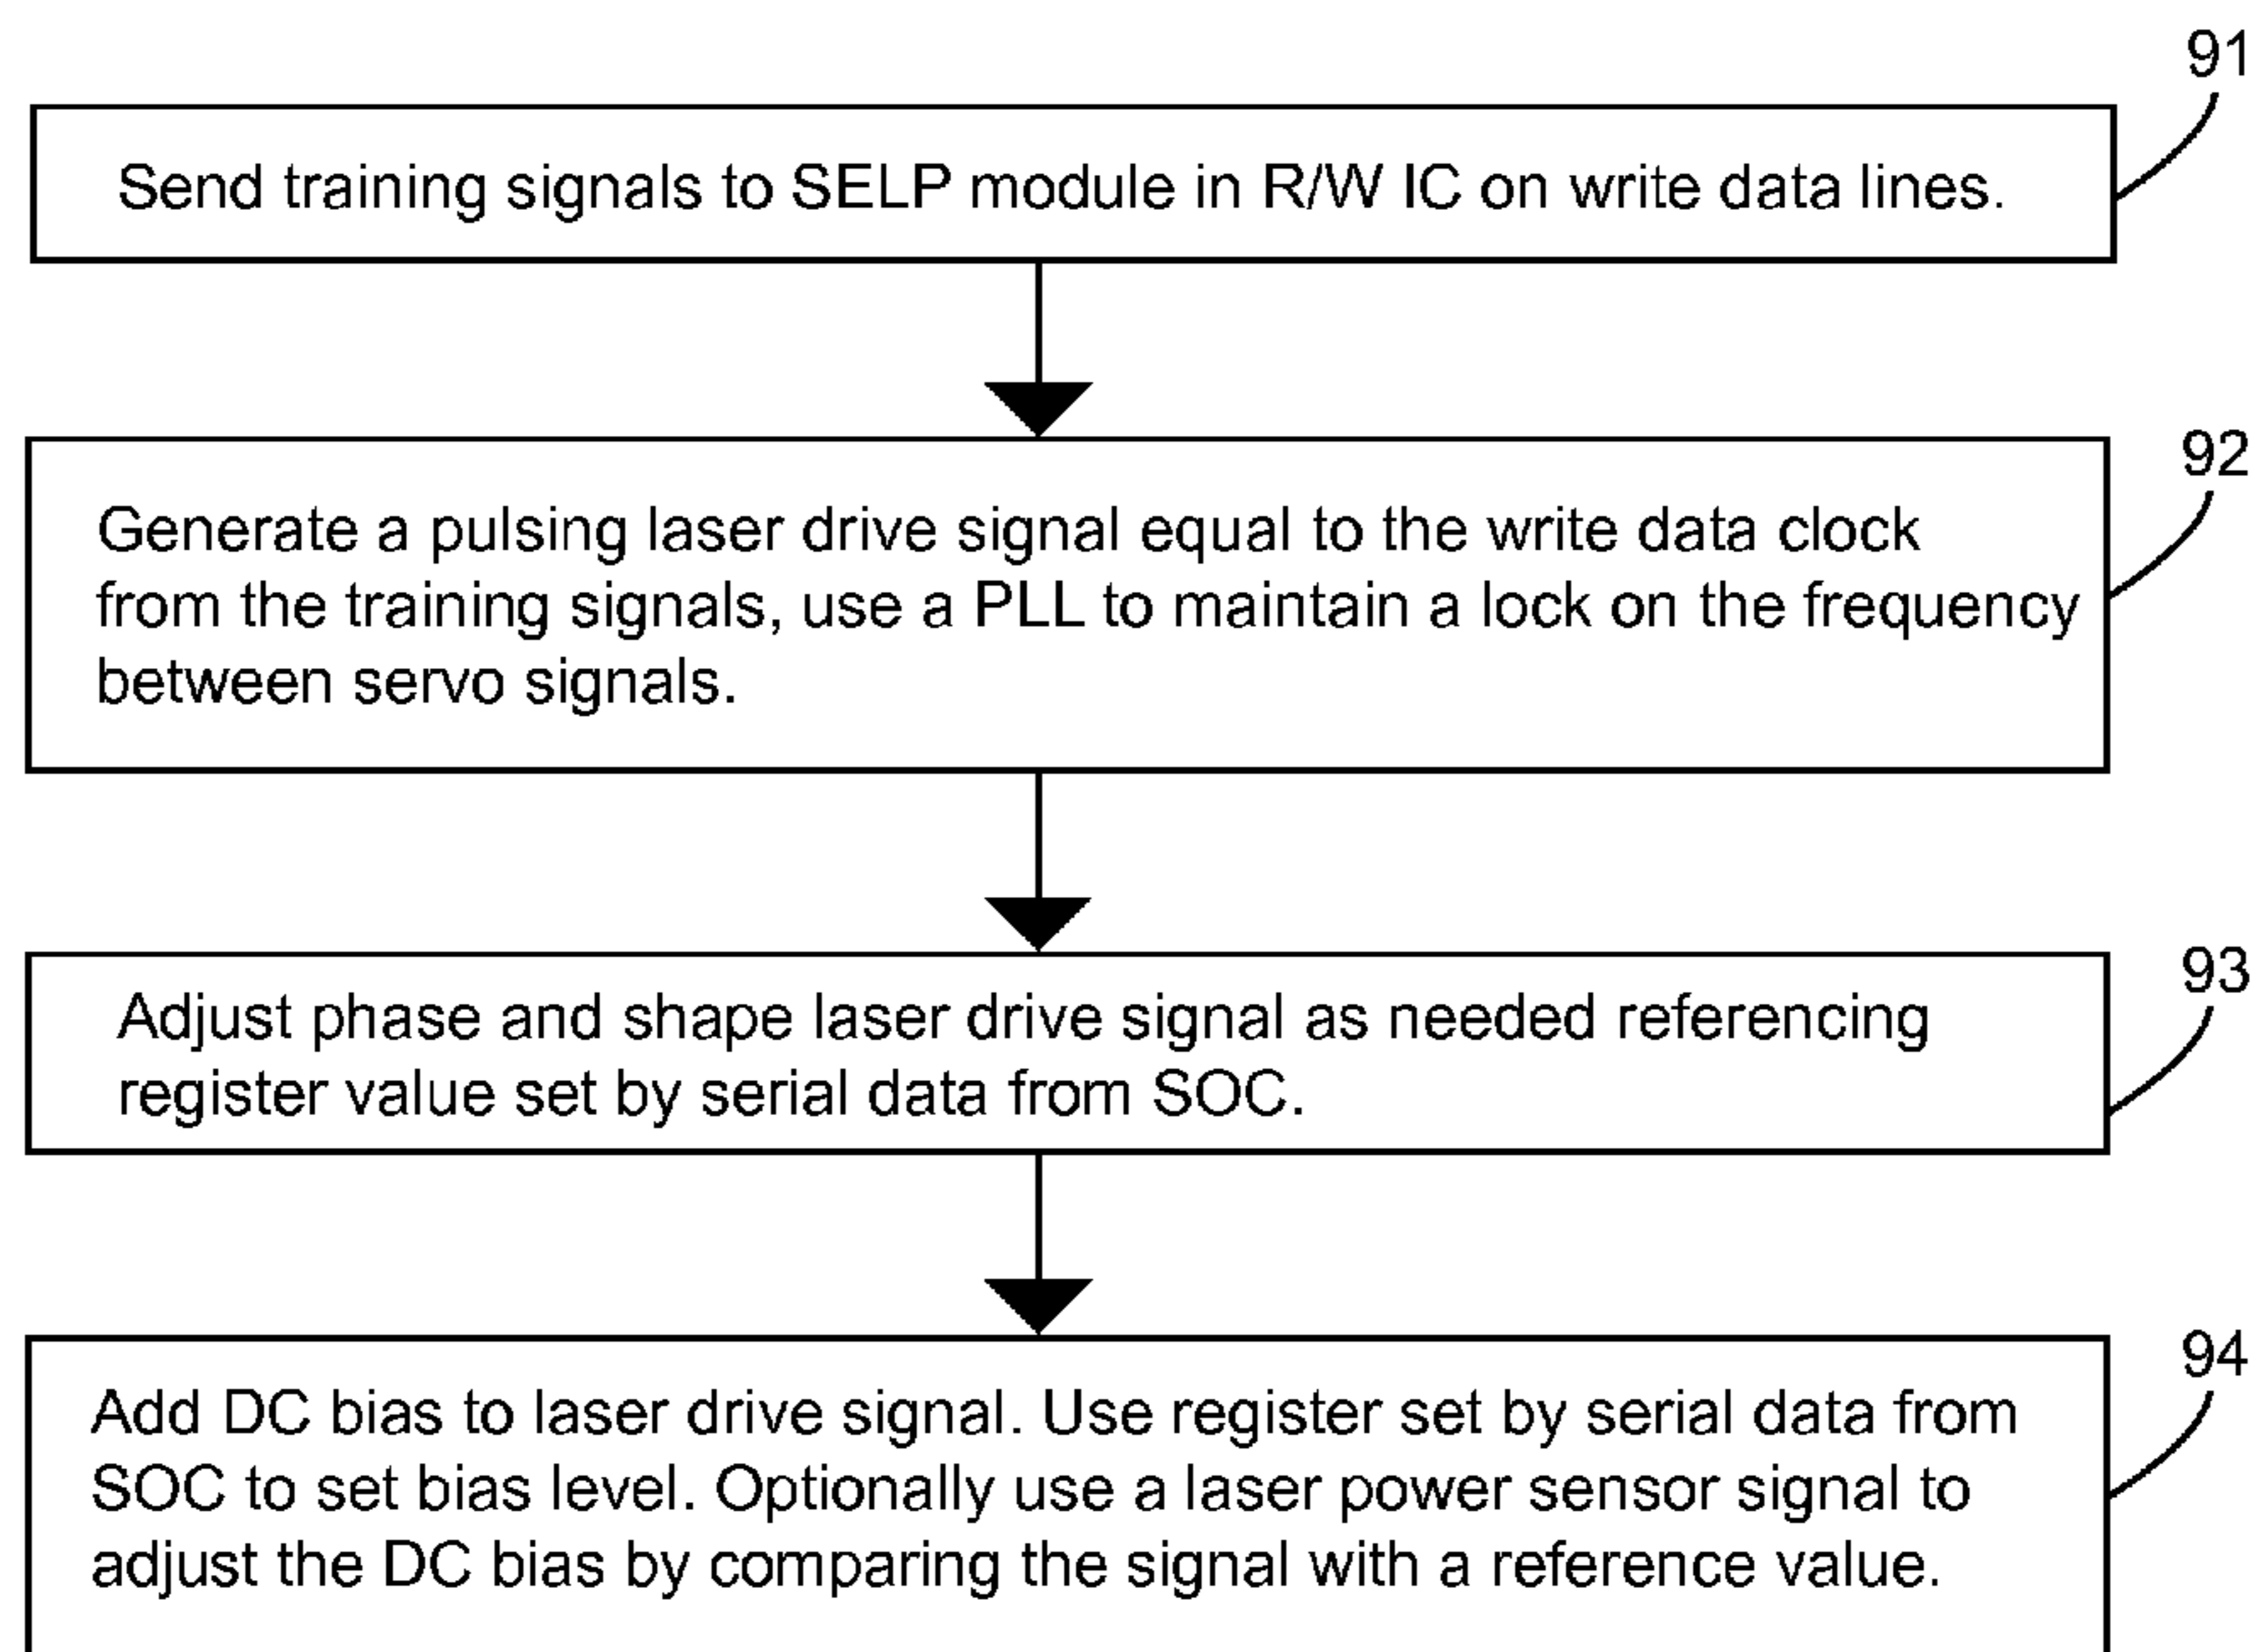 91
Send training signals to SELP module in R/W IC on write data lines.
92
Generate a pulsing laser drive signal equal to the write data clock
from the training signals, use a PLL to maintain a lock on the frequency
between servo signals.
93
Adjust phase and shape laser drive signal as needed referencing
register value set by serial data from SOC.
94
Add DC bias to laser drive signal. Use register set by serial data from
SOC to set bias level. Optionally use a laser power sensor signal to
adjust the DC bias by comparing the signal with a reference value.